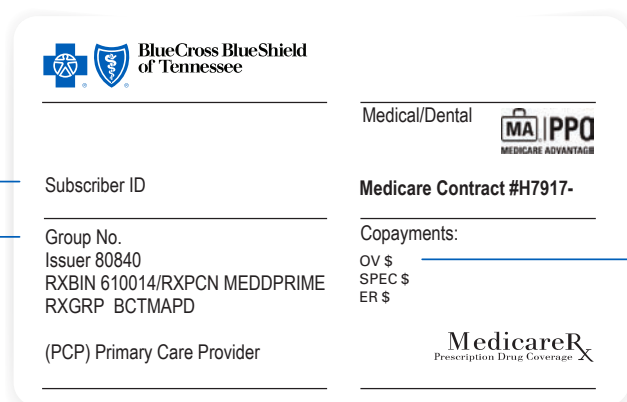 BlueCross BlueShield
of Tennessee
Medical/Dental
MA PPO
MEDICARE ADVANTAGE
Subscriber ID
Medicare Contract #H7917-
Group No.
Issuer 80840
RXBIN 610014/RXPCN MEDDPRIME
RXGRP BCTMAPD
(PCP) Primary Care Provider
Copayments:
OV $
SPEC $
ER $
MedicareRx
Prescription Drug Coverage